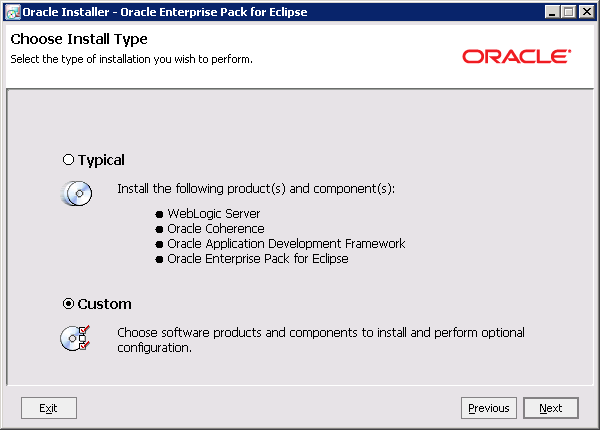 Oracle Installer - Oracle Enterprise Pack for Eclipse
Choose Install Type
Select the type of installation you wish to perform.
ORACLE
Typical
Install the following product(s) and component(s):
WebLogic Server
Oracle Coherence
Oracle Application Development Framework
Oracle Enterprise Pack for Eclipse
Custom
Choose software products and components to install and perform optional
configuration.
Exit
Previous
Next